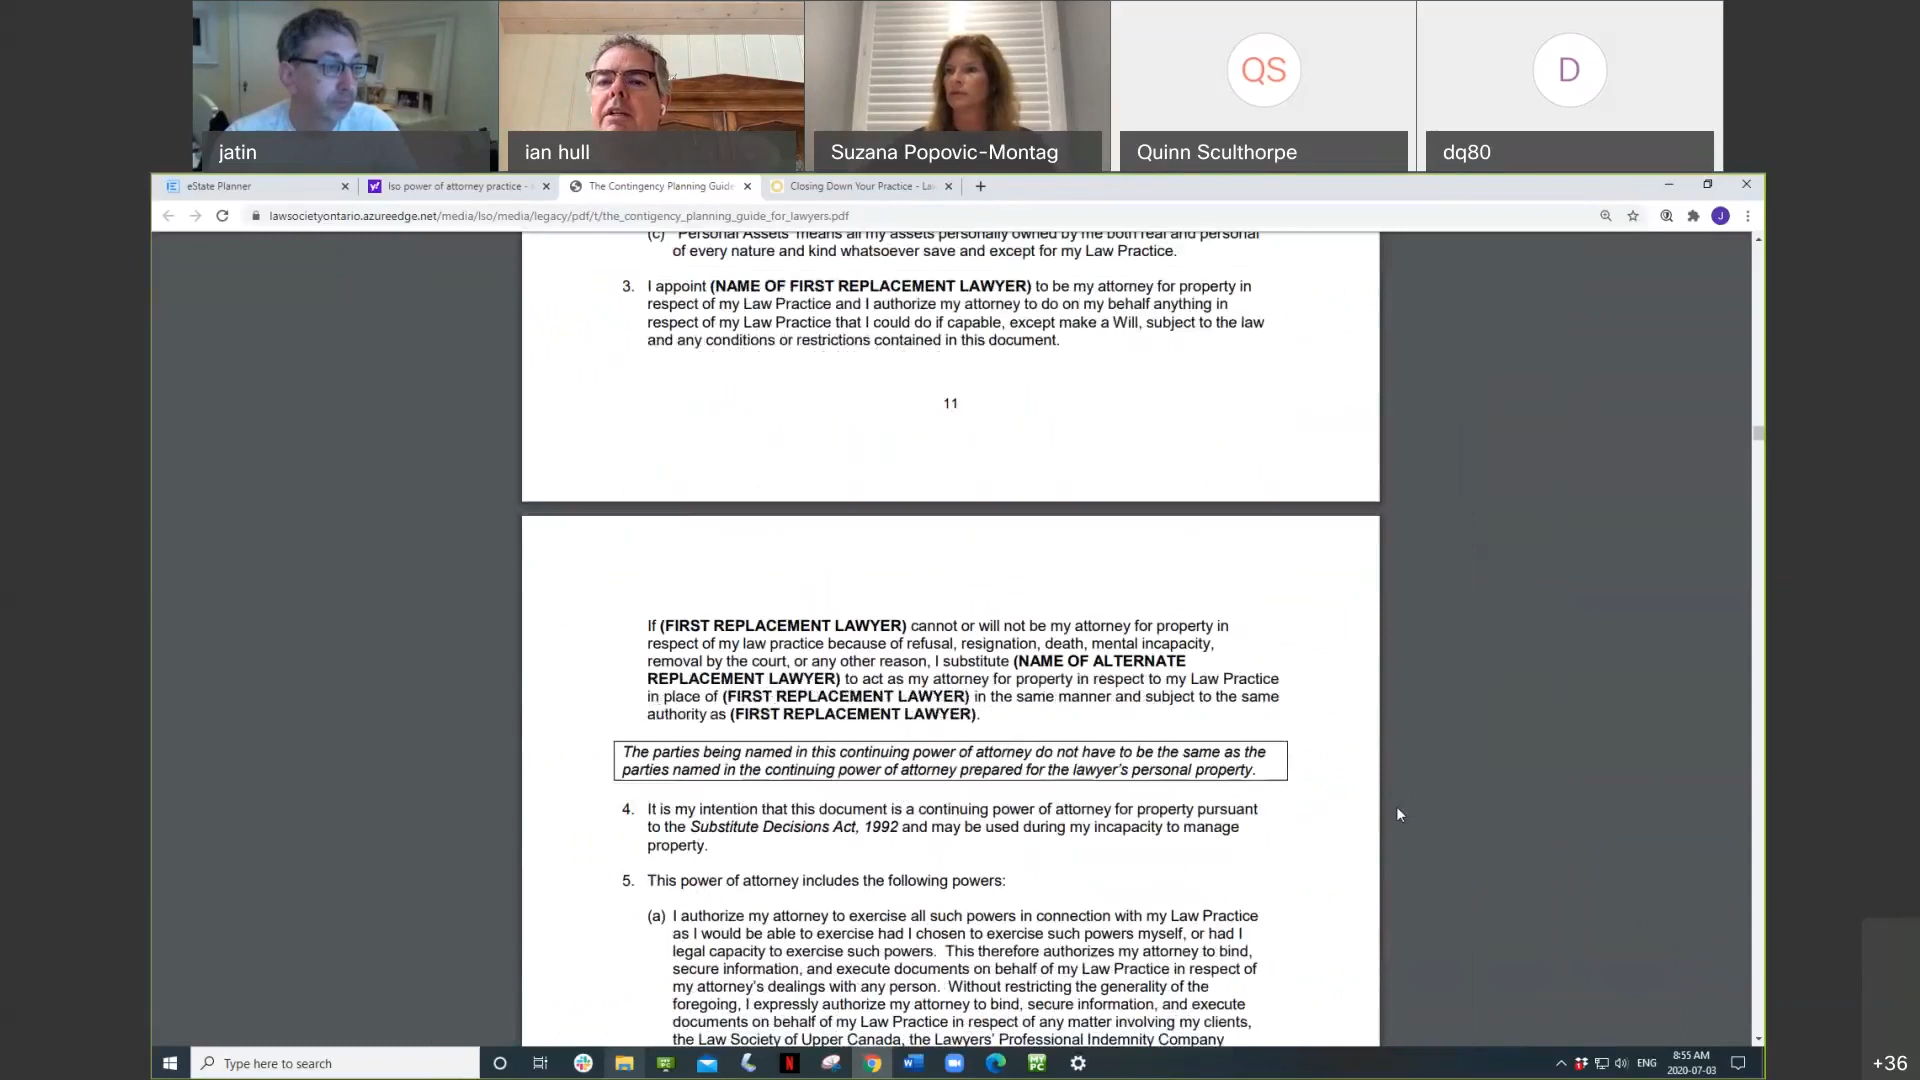 QS
D
jatin
ian hull
Suzana Popovic-Montag
Quinn Sculthorpe
dq80
eState Planner
lso power of attorney practice -
The Contingency Planning Guide
Closing Down Your Practice - La
lawsocietyontario.azureedge.net/media/lso/media/legacy/pdf/t/the_contigency_planning_guide_for_lawyers.pdf
J
(c) "Personal Assets" means all my assets personally owned by me both real and personal
of every nature and kind whatsoever save and except for my Law Practice.
3. I appoint (NAME OF FIRST REPLACEMENT LAWYER) to be my attorney for property in
respect of my Law Practice and I authorize my attorney to do on my behalf anything in
respect of my Law Practice that I could do if capable, except make a Will, subject to the law
and any conditions or restrictions contained in this document.
11
If (FIRST REPLACEMENT LAWYER) cannot or will not be my attorney for property in
respect of my law practice because of refusal, resignation, death, mental incapacity,
removal by the court, or any other reason, I substitute (NAME OF ALTERNATE
REPLACEMENT LAWYER) to act as my attorney for property in respect to my Law Practice
in place of (FIRST REPLACEMENT LAWYER) in the same manner and subject to the same
authority as (FIRST REPLACEMENT LAWYER).
The parties being named in this continuing power of attorney do not have to be the same as the
parties named in the continuing power of attorney prepared for the lawyer's personal property.
4. It is my intention that this document is a continuing power of attorney for property pursuant
to the Substitute Decisions Act, 1992 and may be used during my incapacity to manage
property.
5. This power of attorney includes the following powers:
(a) I authorize my attorney to exercise all such powers in connection with my Law Practice
as I would be able to exercise had I chosen to exercise such powers myself, or had I
legal capacity to exercise such powers. This therefore authorizes my attorney to bind,
secure information, and execute documents on behalf of my Law Practice in respect of
my attorney's dealings with any person. Without restricting the generality of the
foregoing, I expressly authorize my attorney to bind, secure information, and execute
documents on behalf of my Law Practice in respect of any matter involving my clients,
the Law Society of Upper Canada, the Lawyers' Professional Indemnity Company
Type here to search
ENG
8:55 AM
2020-07-03
+36